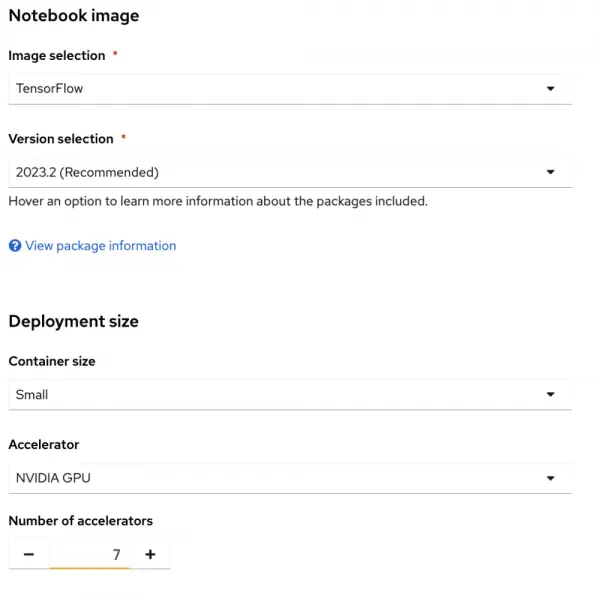 Notebook image
Image selection *
TensorFlow
Version selection *
2023.2 (Recommended)
Hover an option to learn more information about the packages included.
? View package information
Deployment size
Container size
Small
Accelerator
NVIDIA GPU
Number of accelerators
− 7 +